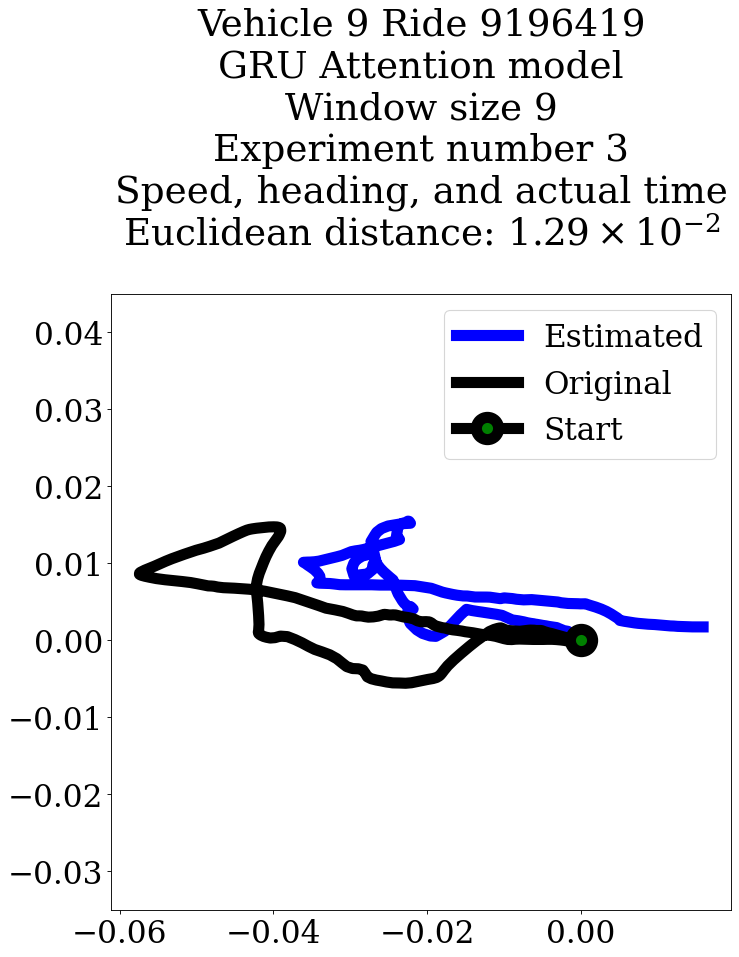 Vehicle 9 Ride 9196419
GRU Attention model
Window size 9
Experiment number 3
Speed, heading, and actual time
Euclidean distance: 1.29 × 10⁻²
Estimated
Original
Start
0.04
0.03
0.02
0.01
0.00
−0.01
−0.02
−0.03
−0.06
−0.04
−0.02
0.00